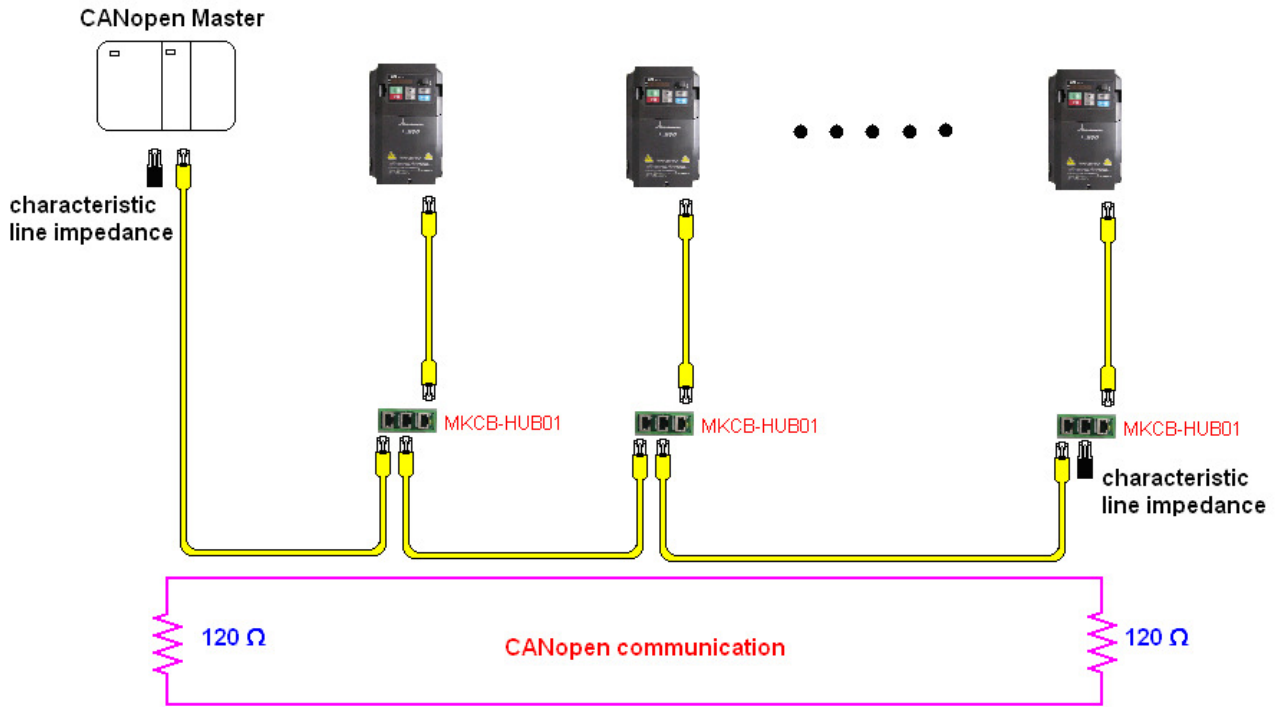 CANopen Master
characteristic
line impedance
MKCB-HUB01
MKCB-HUB01
MKCB-HUB01
characteristic
line impedance
120 Ω
CANopen communication
120 Ω